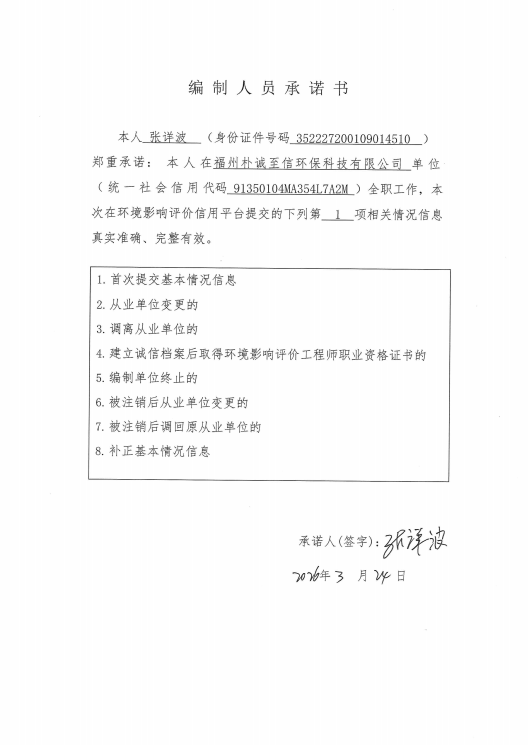 编制人员承诺书
本人 张详波 （身份证件号码 352227200109014510 ）
郑重承诺： 本人在福州朴诚至信环保科技有限公司单位
（统一社会信用代码 91350104MA354L7A2M ）全职工作，本
次在环境影响评价信用平台提交的下列第 1 项相关情况信息
真实准确、完整有效。
1. 首次提交基本情况信息
2. 从业单位变更的
3. 调离从业单位的
4. 建立诚信档案后取得环境影响评价工程师职业资格证书的
5. 编制单位终止的
6. 被注销后从业单位变更的
7. 被注销后调回原从业单位的
8. 补正基本情况信息
承诺人(签字)：张详波
2026年 3 月 24 日